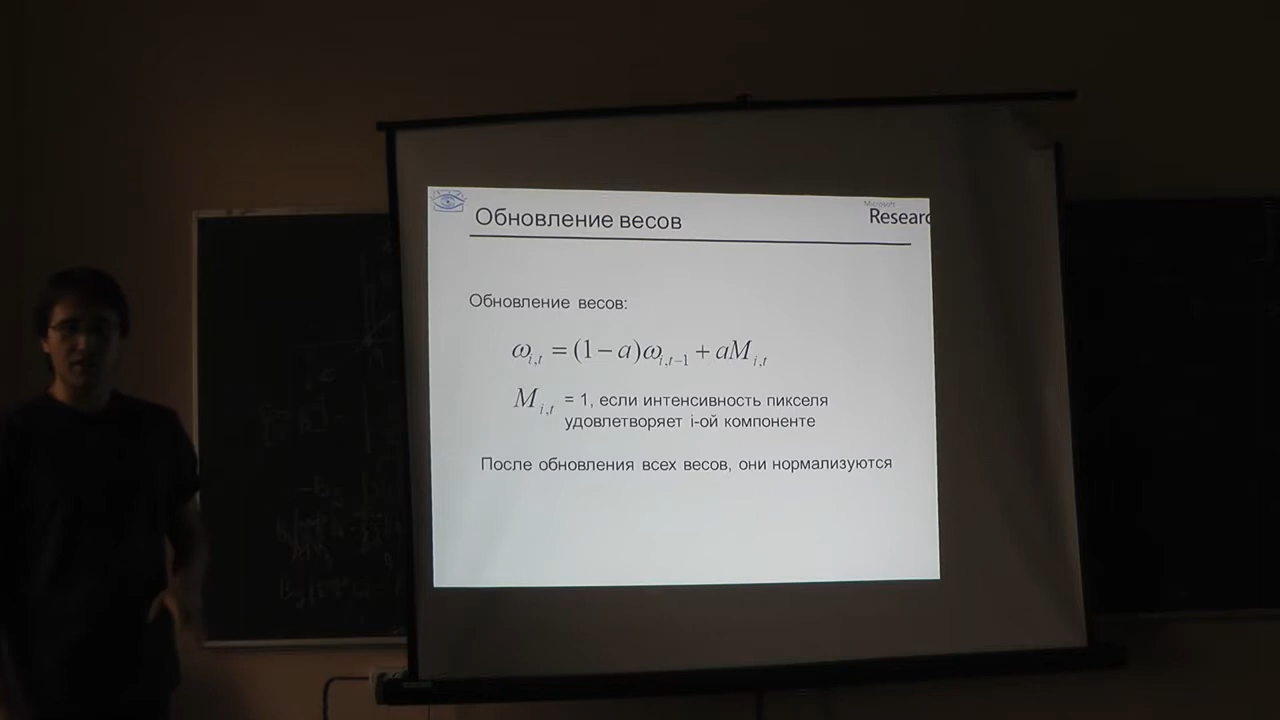 Обновление весов
Microsoft
Researc
Обновление весов:
ω_{i,t} = (1 − a)ω_{i,t−1} + aM_{i,t}
M_{i,t} = 1, если интенсивность пикселя
удовлетворяет i-ой компоненте
После обновления всех весов, они нормализуются